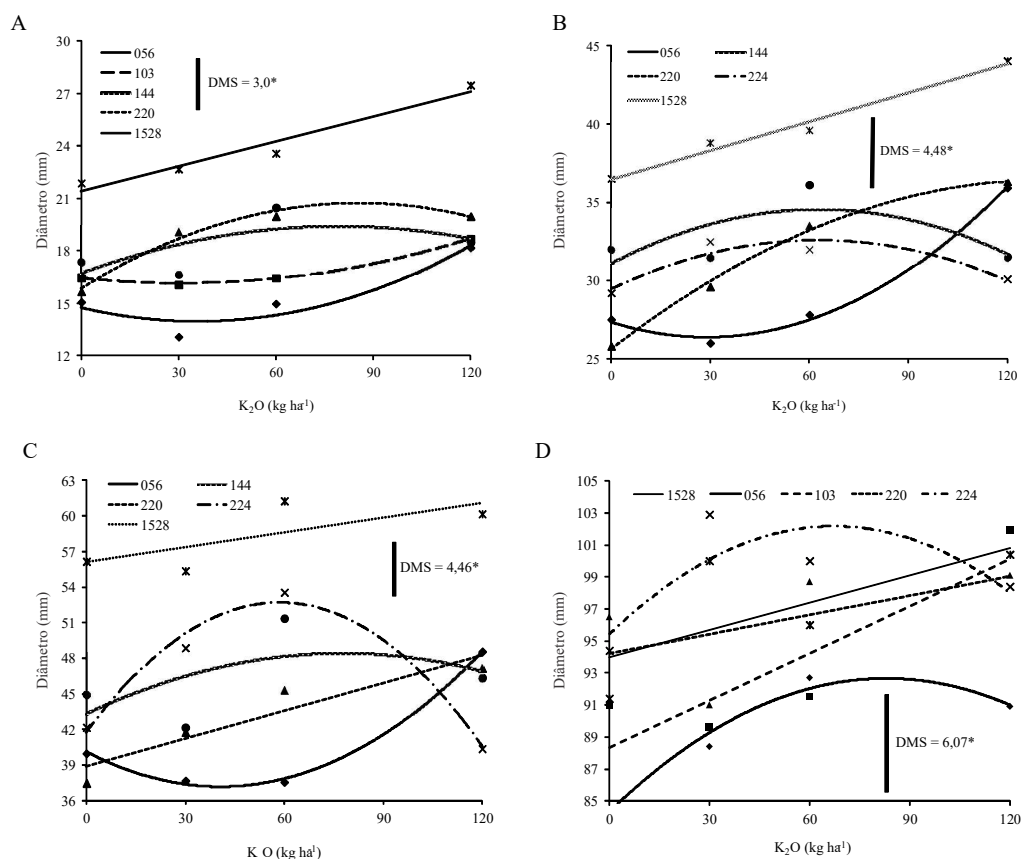 A
30
27
24
21
18
15
12
Diâmetro (mm)
056
103
144
220
1528
DMS = 3,0*
0 30 60 90 120
K₂O (kg ha⁻¹)
B
45
40
35
30
25
Diâmetro (mm)
056 144
220 224
1528
DMS = 4,48*
0 30 60 90 120
K₂O (kg ha⁻¹)
C
63
60
57
54
51
48
45
42
39
36
Diâmetro (mm)
056 144
220 224
1528
DMS = 4,46*
0 30 60 90 120
K O (kg ha¹)
D
105
103
101
99
97
95
93
91
89
87
85
Diâmetro (mm)
1528 056 103 220 224
DMS = 6,07*
0 30 60 90 120
K₂O (kg ha⁻¹)